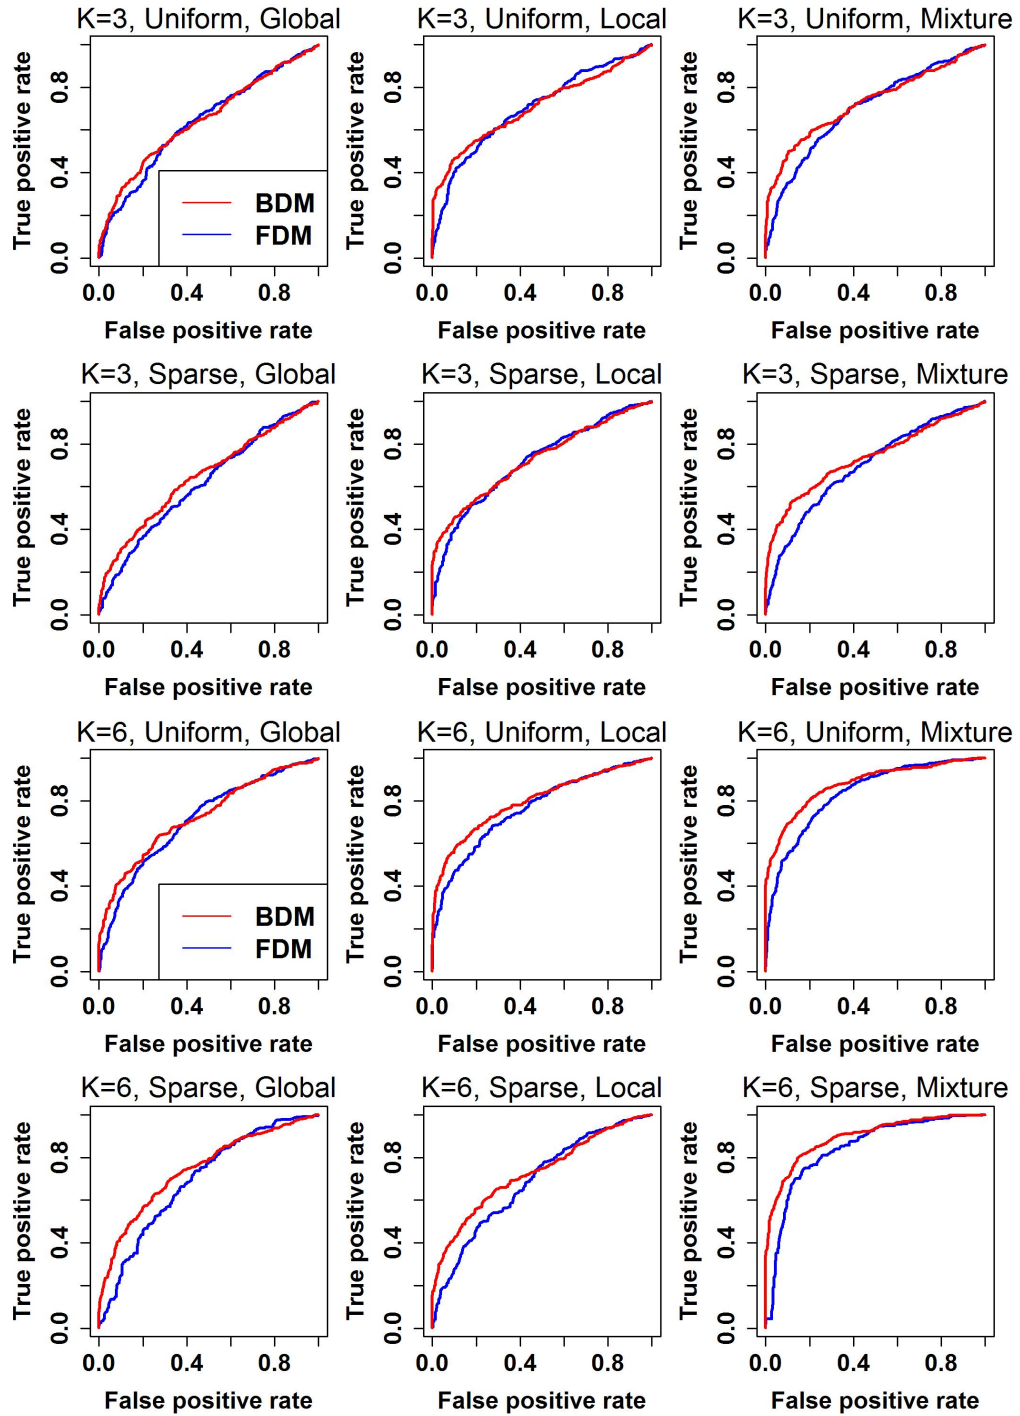 K=3, Uniform, Global
K=3, Uniform, Local
K=3, Uniform, Mixture
True positive rate
0.0 0.4 0.8
BDM
FDM
0.0 0.4 0.8
False positive rate
True positive rate
0.0 0.4 0.8
0.0 0.4 0.8
False positive rate
True positive rate
0.0 0.4 0.8
0.0 0.4 0.8
False positive rate
K=3, Sparse, Global
K=3, Sparse, Local
K=3, Sparse, Mixture
True positive rate
0.0 0.4 0.8
0.0 0.4 0.8
False positive rate
True positive rate
0.0 0.4 0.8
0.0 0.4 0.8
False positive rate
True positive rate
0.0 0.4 0.8
0.0 0.4 0.8
False positive rate
K=6, Uniform, Global
K=6, Uniform, Local
K=6, Uniform, Mixture
True positive rate
0.0 0.4 0.8
BDM
FDM
0.0 0.4 0.8
False positive rate
True positive rate
0.0 0.4 0.8
0.0 0.4 0.8
False positive rate
True positive rate
0.0 0.4 0.8
0.0 0.4 0.8
False positive rate
K=6, Sparse, Global
K=6, Sparse, Local
K=6, Sparse, Mixture
True positive rate
0.0 0.4 0.8
0.0 0.4 0.8
False positive rate
True positive rate
0.0 0.4 0.8
0.0 0.4 0.8
False positive rate
True positive rate
0.0 0.4 0.8
0.0 0.4 0.8
False positive rate